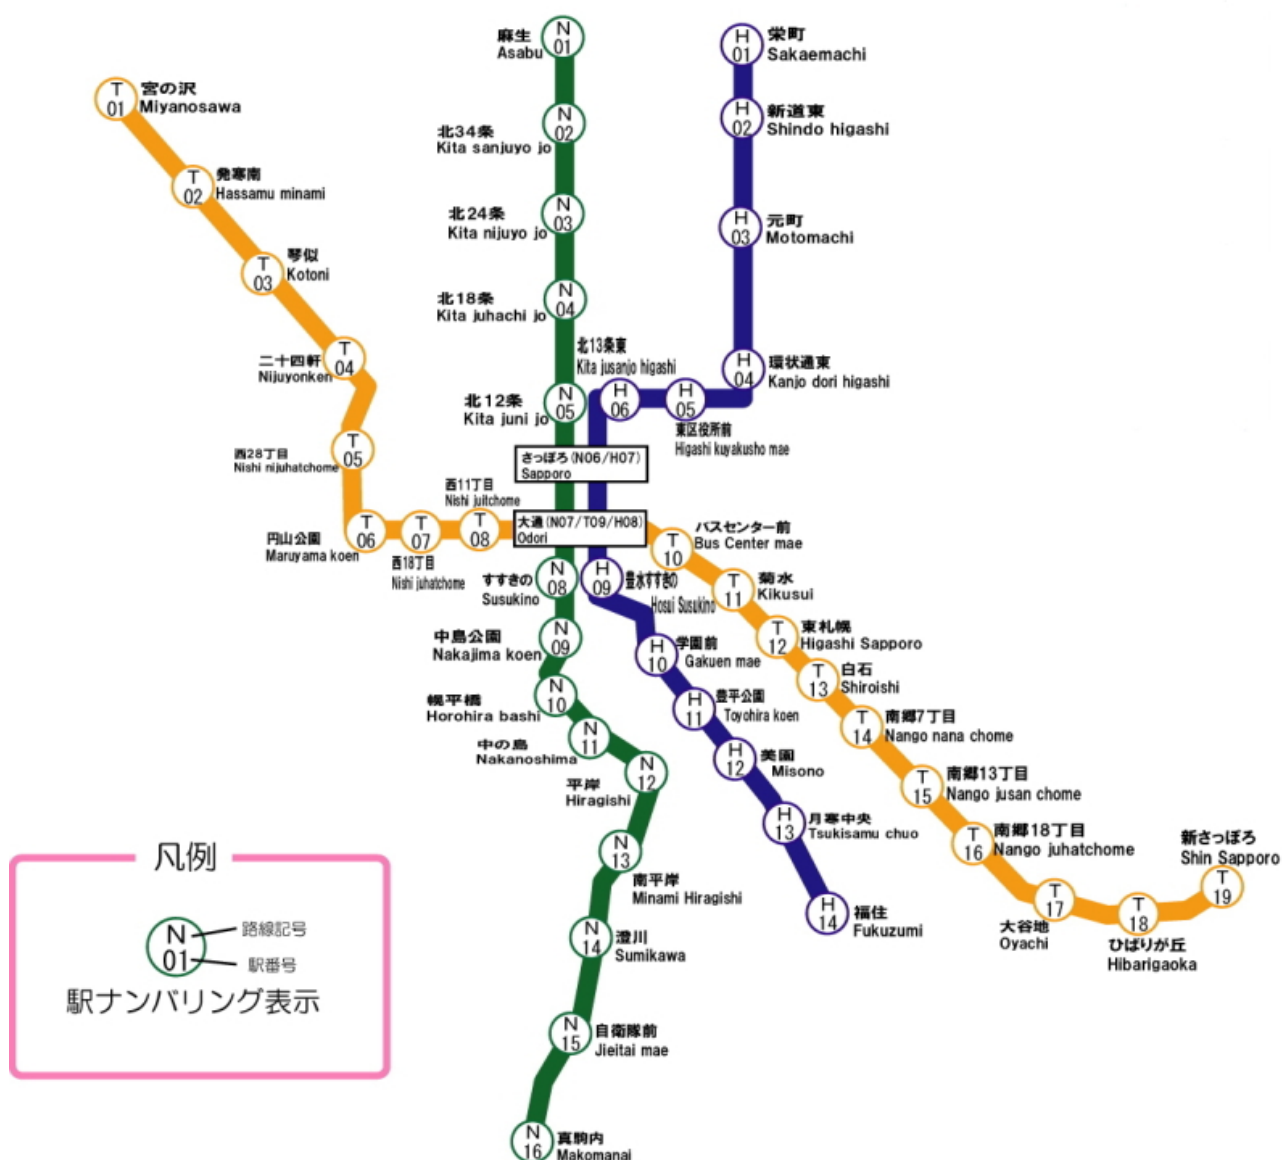 T
01
宮の沢
Miyanosawa
T
02
発寒南
Hassamu minami
T
03
琴似
Kotoni
二十四軒
Nijuyonken
T
04
西28丁目
Nishi nijuhatchome
T
05
円山公園
Maruyama koen
T
06
T
07
西18丁目
Nishi juhatchome
西11丁目
Nishi juitchome
T
08
麻生
Asabu
N
01
北34条
Kita sanjuyo jo
N
02
北24条
Kita nijuyo jo
N
03
北18条
Kita juhachi jo
N
04
北12条
Kita juni jo
N
05
さっぽろ(N06/H07)
Sapporo
大通(N07/T09/H08)
Odori
すすきの
Susukino
N
08
中島公園
Nakajima koen
N
09
幌平橋
Horohira bashi
N
10
中の島
Nakanoshima
N
11
平岸
Hiragishi
N
12
N
13
南平岸
Minami Hiragishi
N
14
澄川
Sumikawa
N
15
自衛隊前
Jieitai mae
N
16
真駒内
Makomanai
H
01
栄町
Sakaemachi
H
02
新道東
Shindo higashi
H
03
元町
Motomachi
H
04
環状通東
Kanjo dori higashi
H
05
東区役所前
Higashi kuyakusho mae
北13条東
Kita jusanjo higashi
H
06
H
09
豊水すすきの
Hosui Susukino
H
10
学園前
Gakuen mae
H
11
豊平公園
Toyohira koen
H
12
美園
Misono
H
13
月寒中央
Tsukisamu chuo
H
14
福住
Fukuzumi
T
10
バスセンター前
Bus Center mae
T
11
菊水
Kikusui
T
12
東札幌
Higashi Sapporo
T
13
白石
Shiroishi
T
14
南郷7丁目
Nango nana chome
T
15
南郷13丁目
Nango jusan chome
T
16
南郷18丁目
Nango juhatchome
T
17
大谷地
Oyachi
T
18
ひばりが丘
Hibarigaoka
新さっぽろ
Shin Sapporo
T
19
凡例
N
01
路線記号
駅番号
駅ナンバリング表示